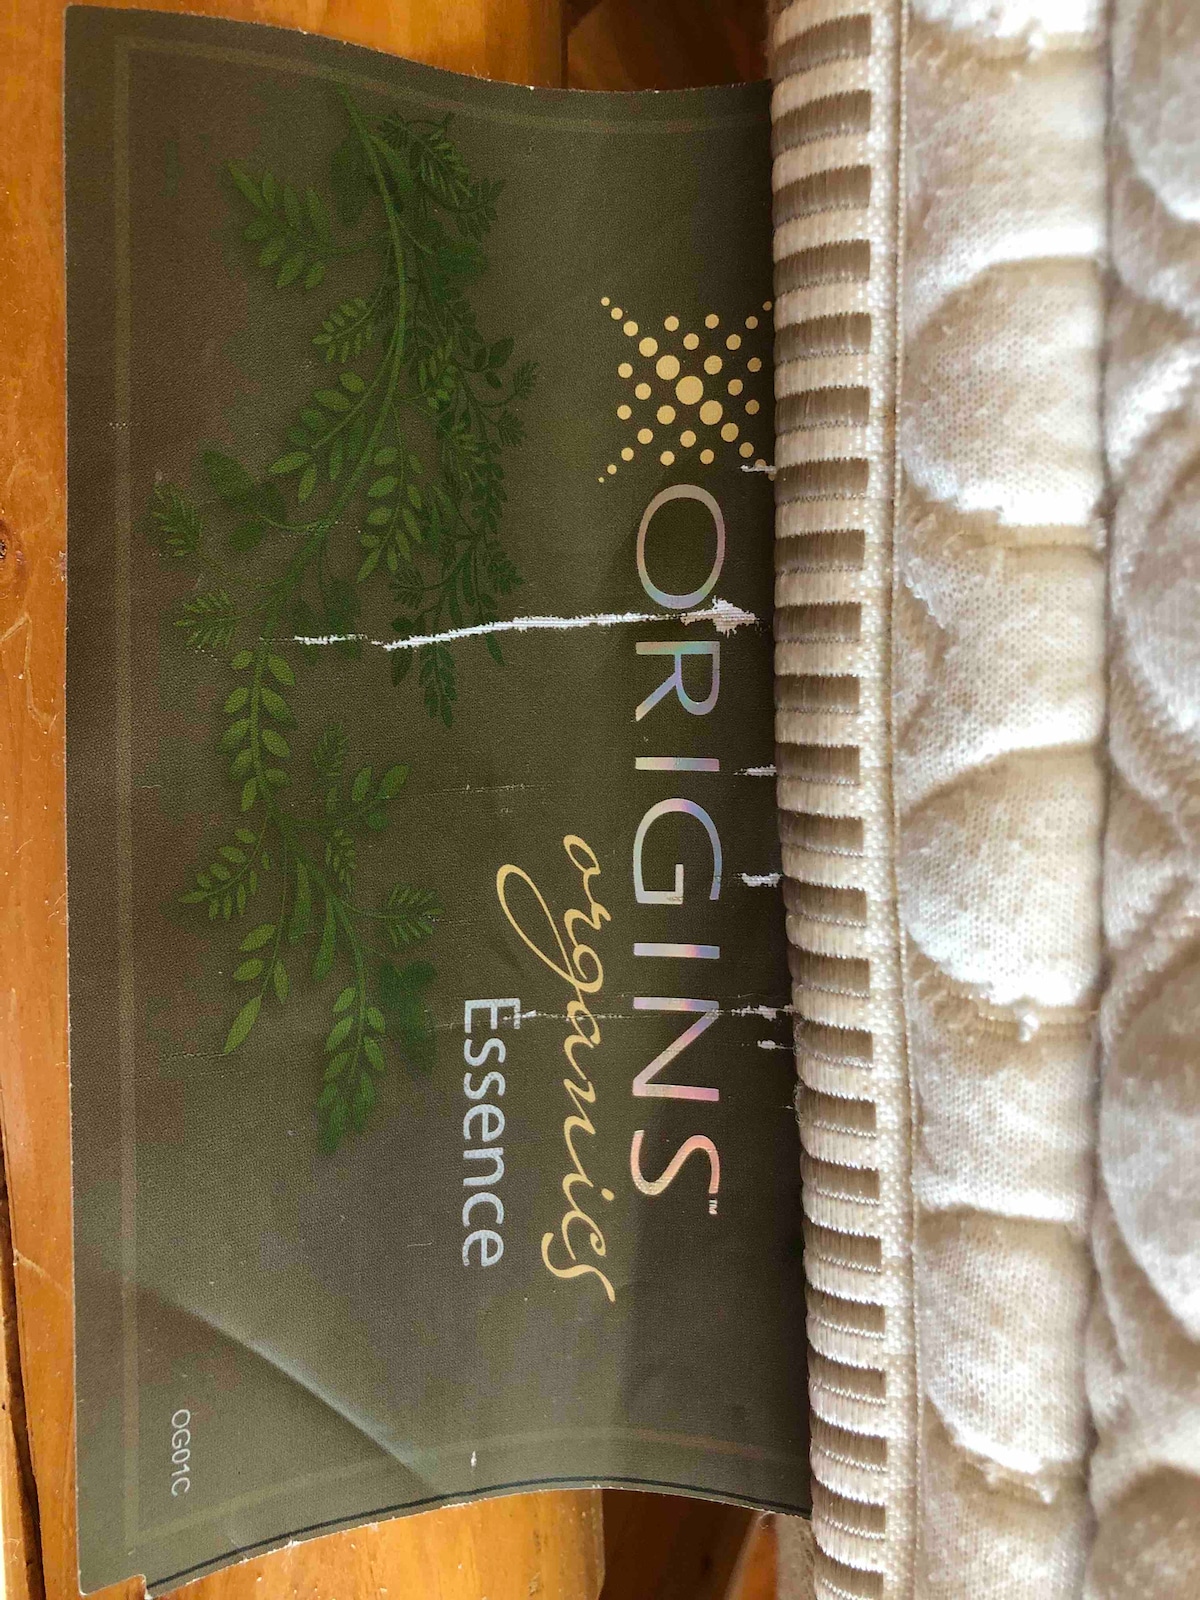 ORIGINS™
organics
Essence
OG01C